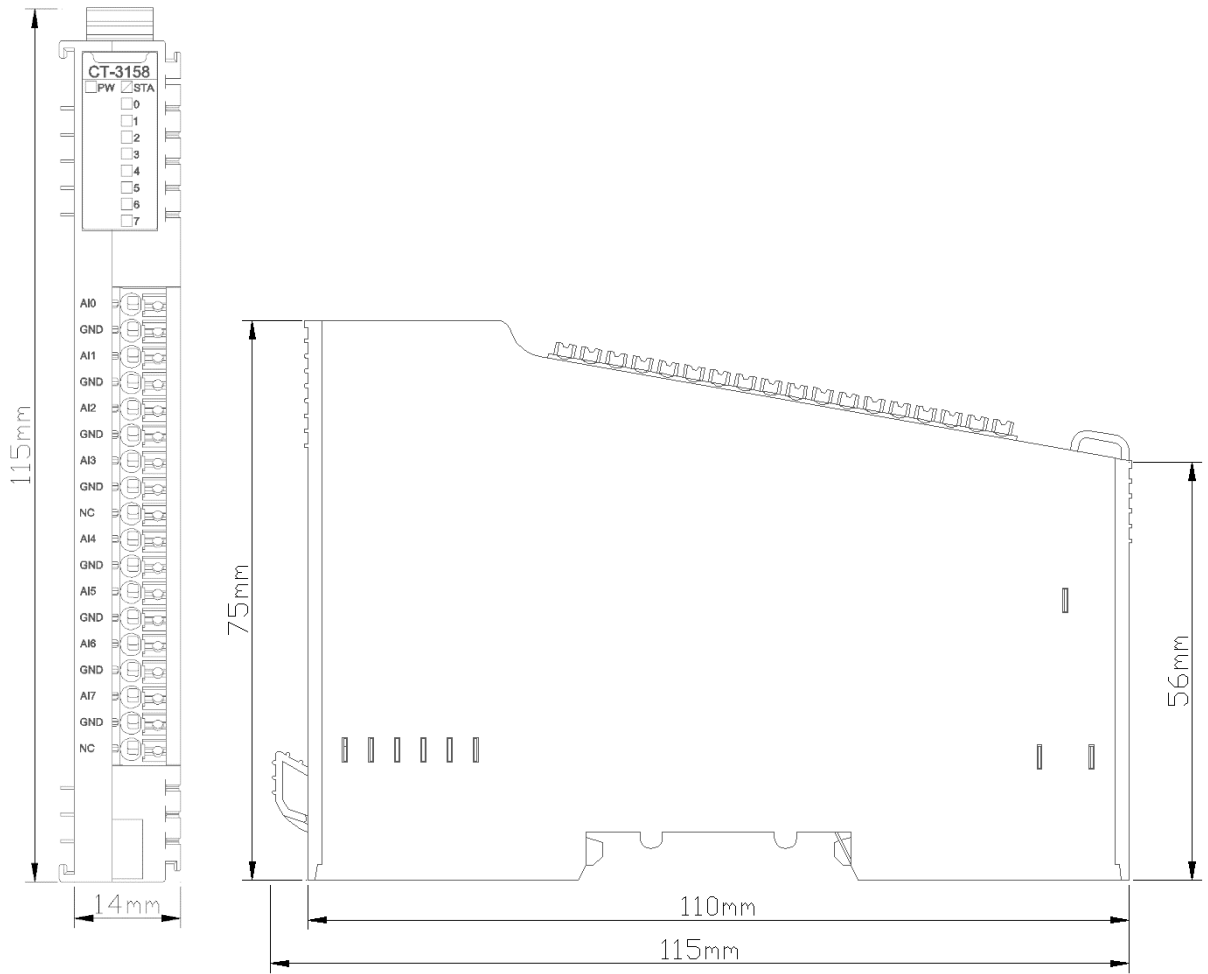 CT-3158
PW STA
0
1
2
3
4
5
6
7
AI0
GND
AI1
GND
AI2
GND
AI3
GND
NC
AI4
GND
AI5
GND
AI6
GND
AI7
GND
NC
115mm
14mm
75mm
56mm
110mm
115mm